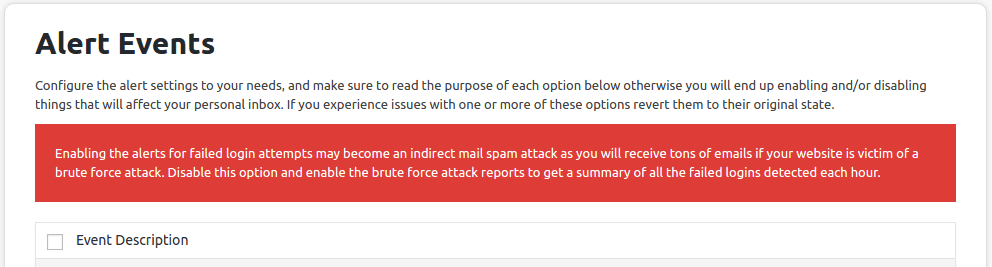 Alert Events
Configure the alert settings to your needs, and make sure to read the purpose of each option below otherwise you will end up enabling and/or disabling
things that will affect your personal inbox. If you experience issues with one or more of these options revert them to their original state.
Enabling the alerts for failed login attempts may become an indirect mail spam attack as you will receive tons of emails if your website is victim of a
brute force attack. Disable this option and enable the brute force attack reports to get a summary of all the failed logins detected each hour.
Event Description